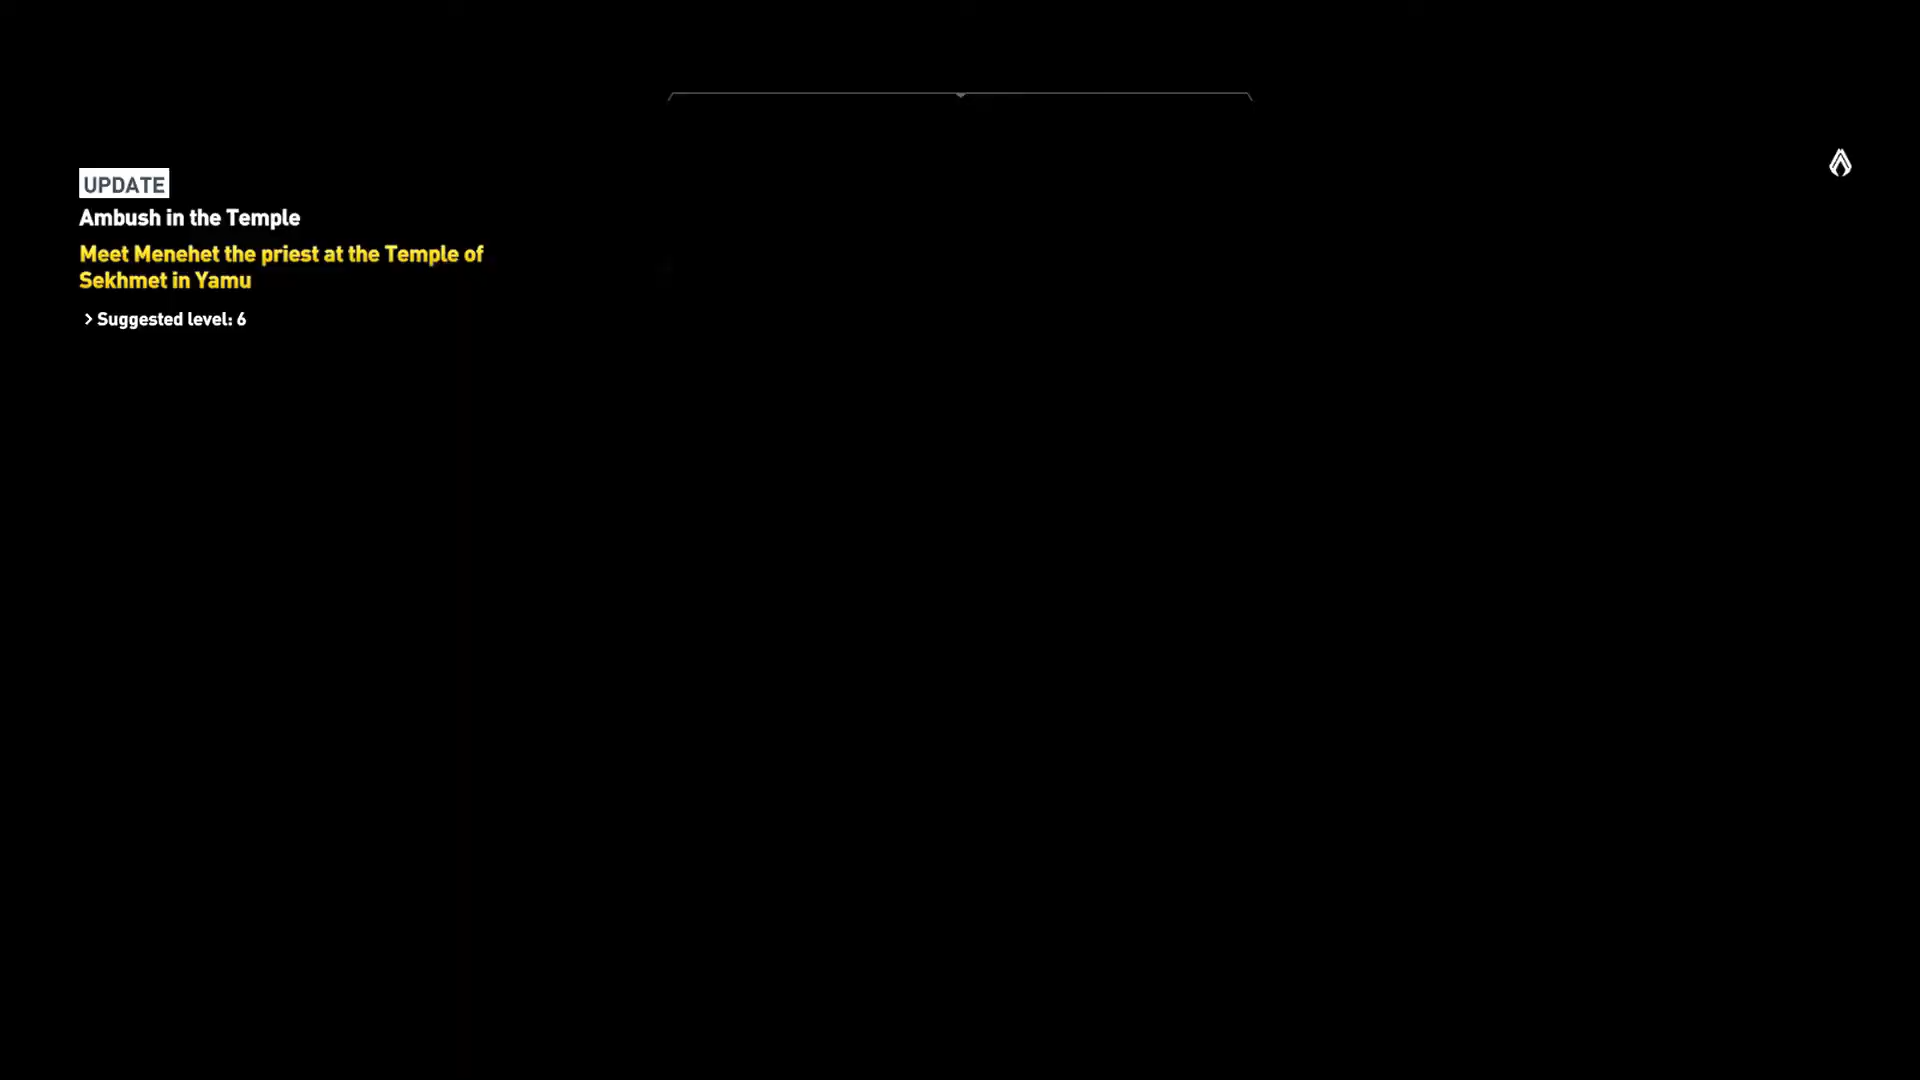 UPDATE
Ambush in the Temple
Meet Menehet the priest at the Temple of
Sekhmet in Yamu
> Suggested level: 6